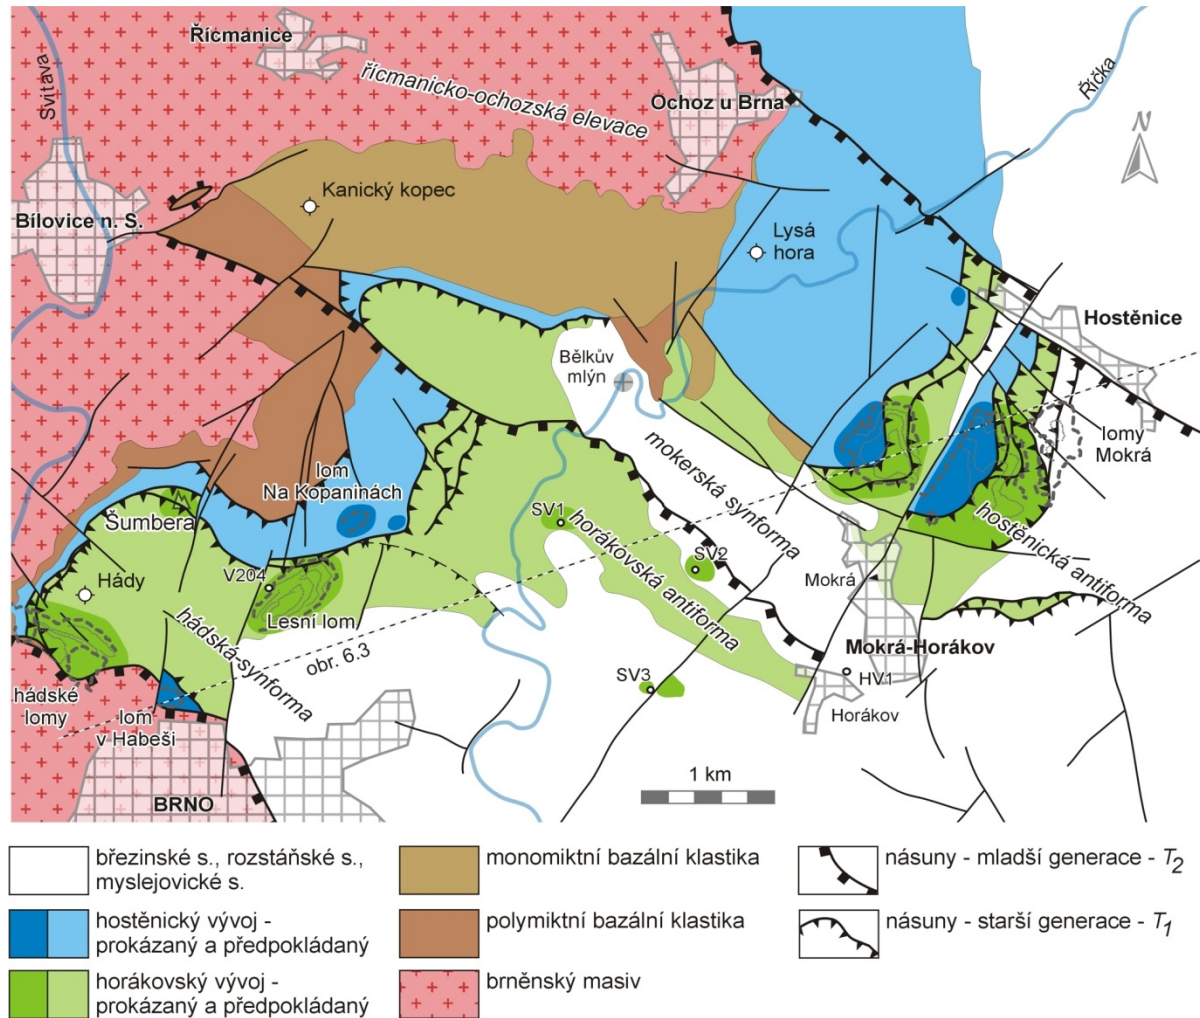 Svitava
Řícmanice
řícmanicko-ochozská elevace
Ochoz u Brna
Říčka
N
Bílovice n. S.
Kanický kopec
Lysá
hora
Hostěnice
Bělkův
mlýn
lomy
Mokrá
mokerská synforma
lom
Na Kopaninách
Šumbera
SV1
horákovská antiforma
SV2
hostěnická antiforma
Hády
V204
Lesní lom
Mokrá
hádská synforma
obr. 6.3
Mokrá-Horákov
SV3
HV1
hádské
lomy
lom
v Habeši
Horákov
1 km
BRNO
březinské s., rozstáňské s.,
myslejovické s.
hostěnický vývoj -
prokázaný a předpokládaný
horákovský vývoj -
prokázaný a předpokládaný
monomiktní bazální klastika
polymiktní bazální klastika
brněnský masiv
násuny - mladší generace - T2
násuny - starší generace - T1